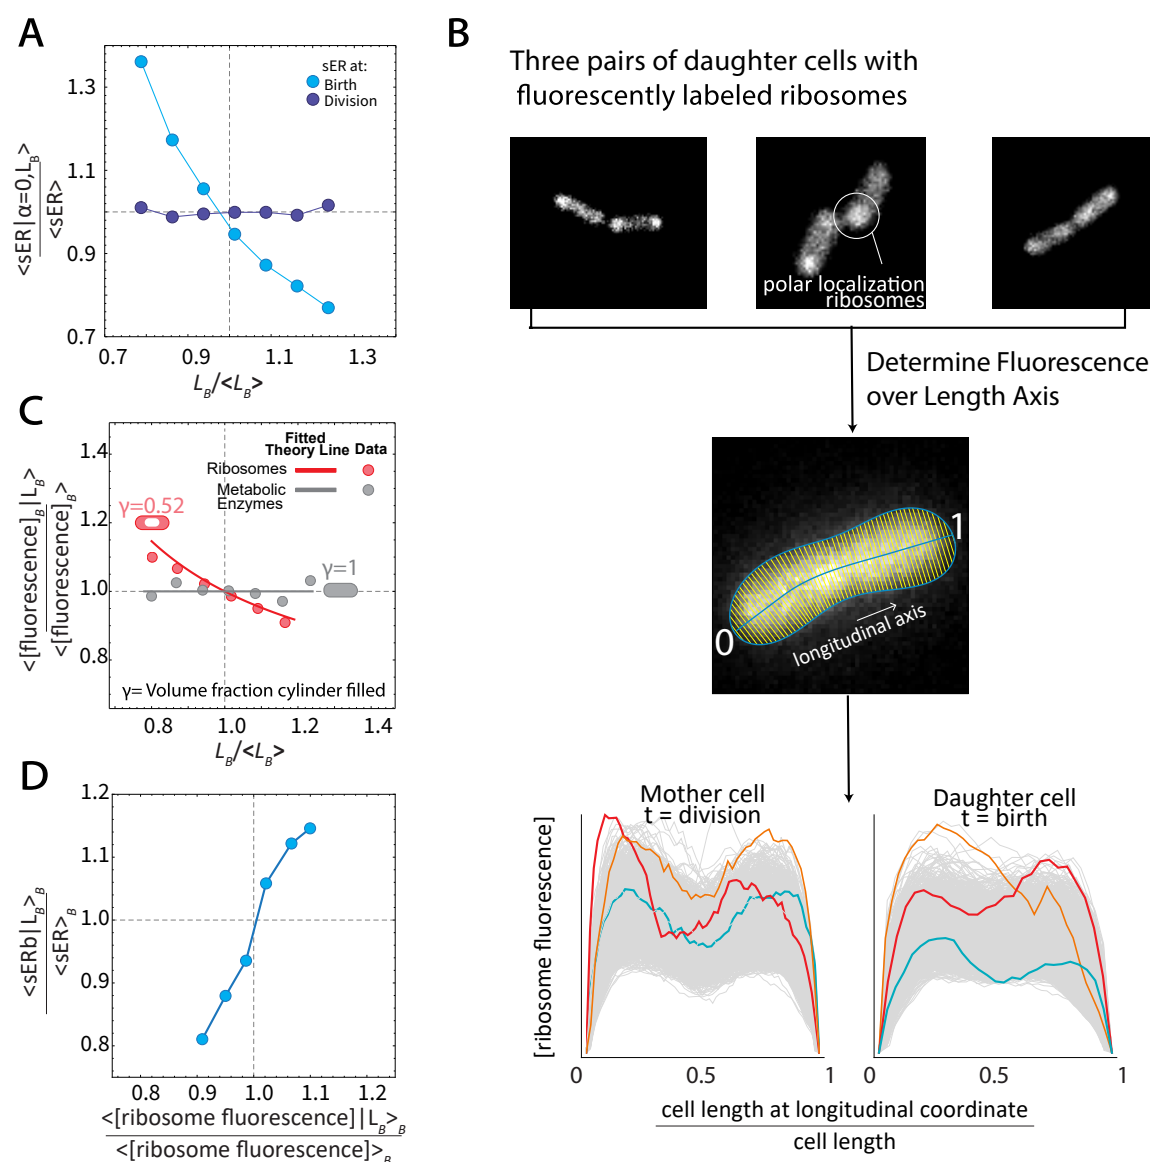 A
<sER|α=0,L_B>
<sER>
1.3
1.1
0.9
0.7
sER at:
Birth
Division
0.7
0.9
1.1
1.3
L_B/<L_B>
B
Three pairs of daughter cells with
fluorescently labeled ribosomes
polar localization
ribosomes
Determine Fluorescence
over Length Axis
0
1
longitudinal axis
Mother cell
t = division
Daughter cell
t = birth
[ribosome fluorescence]
0
0.5
1
0
0.5
1
cell length at longitudinal coordinate
cell length
C
<[fluorescence]_B|L_B>
<[fluorescence]_B>
1.4
1.2
1.0
0.8
Fitted
Theory Line Data
Ribosomes
Metabolic
Enzymes
γ=0.52
γ=1
γ= Volume fraction cylinder filled
0.8
1.0
1.2
1.4
L_B/<L_B>
D
<sERb|L_B>_B
<sER>_B
1.2
1.1
1.0
0.9
0.8
0.8
0.9
1.0
1.1
1.2
<[ribosome fluorescence]|L_B>_B
<[ribosome fluorescence]>_B